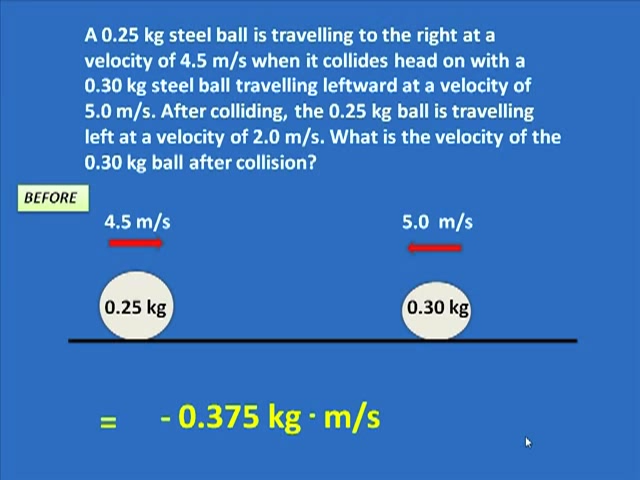 A 0.25 kg steel ball is travelling to the right at a
velocity of 4.5 m/s when it collides head on with a
0.30 kg steel ball travelling leftward at a velocity of
5.0 m/s. After colliding, the 0.25 kg ball is travelling
left at a velocity of 2.0 m/s. What is the velocity of the
0.30 kg ball after collision?
BEFORE
4.5 m/s 5.0 m/s
0.25 kg 0.30 kg
= - 0.375 kg · m/s